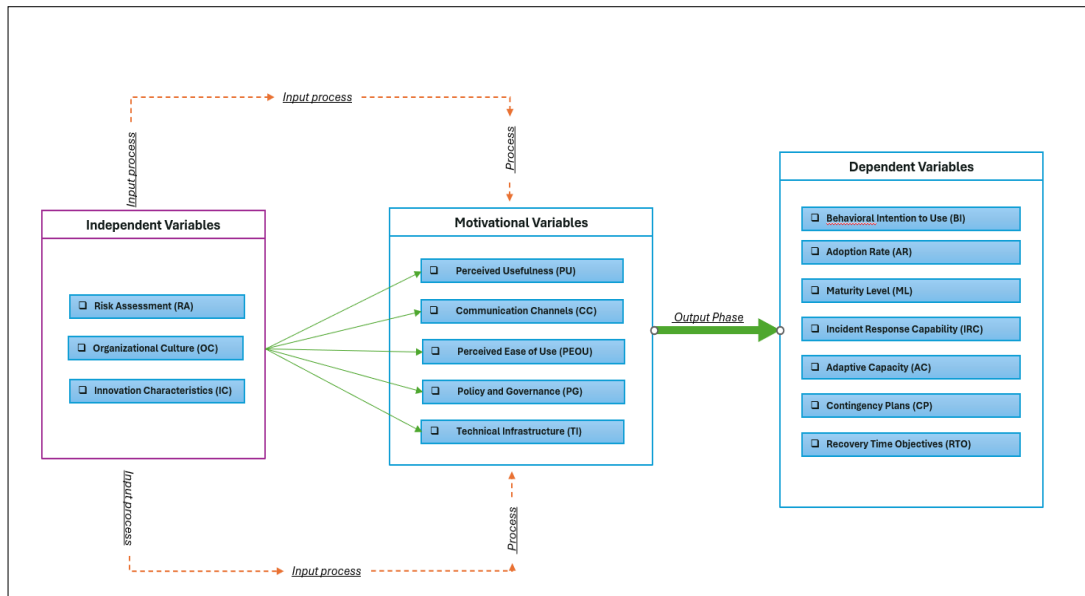 Input process
Input process
Process
Independent Variables
Risk Assessment (RA)
Organizational Culture (OC)
Innovation Characteristics (IC)
Motivational Variables
Perceived Usefulness (PU)
Communication Channels (CC)
Perceived Ease of Use (PEOU)
Policy and Governance (PG)
Technical Infrastructure (TI)
Output Phase
Dependent Variables
Behavioral Intention to Use (BI)
Adoption Rate (AR)
Maturity Level (ML)
Incident Response Capability (IRC)
Adaptive Capacity (AC)
Contingency Plans (CP)
Recovery Time Objectives (RTO)
Input process
Input process
Process